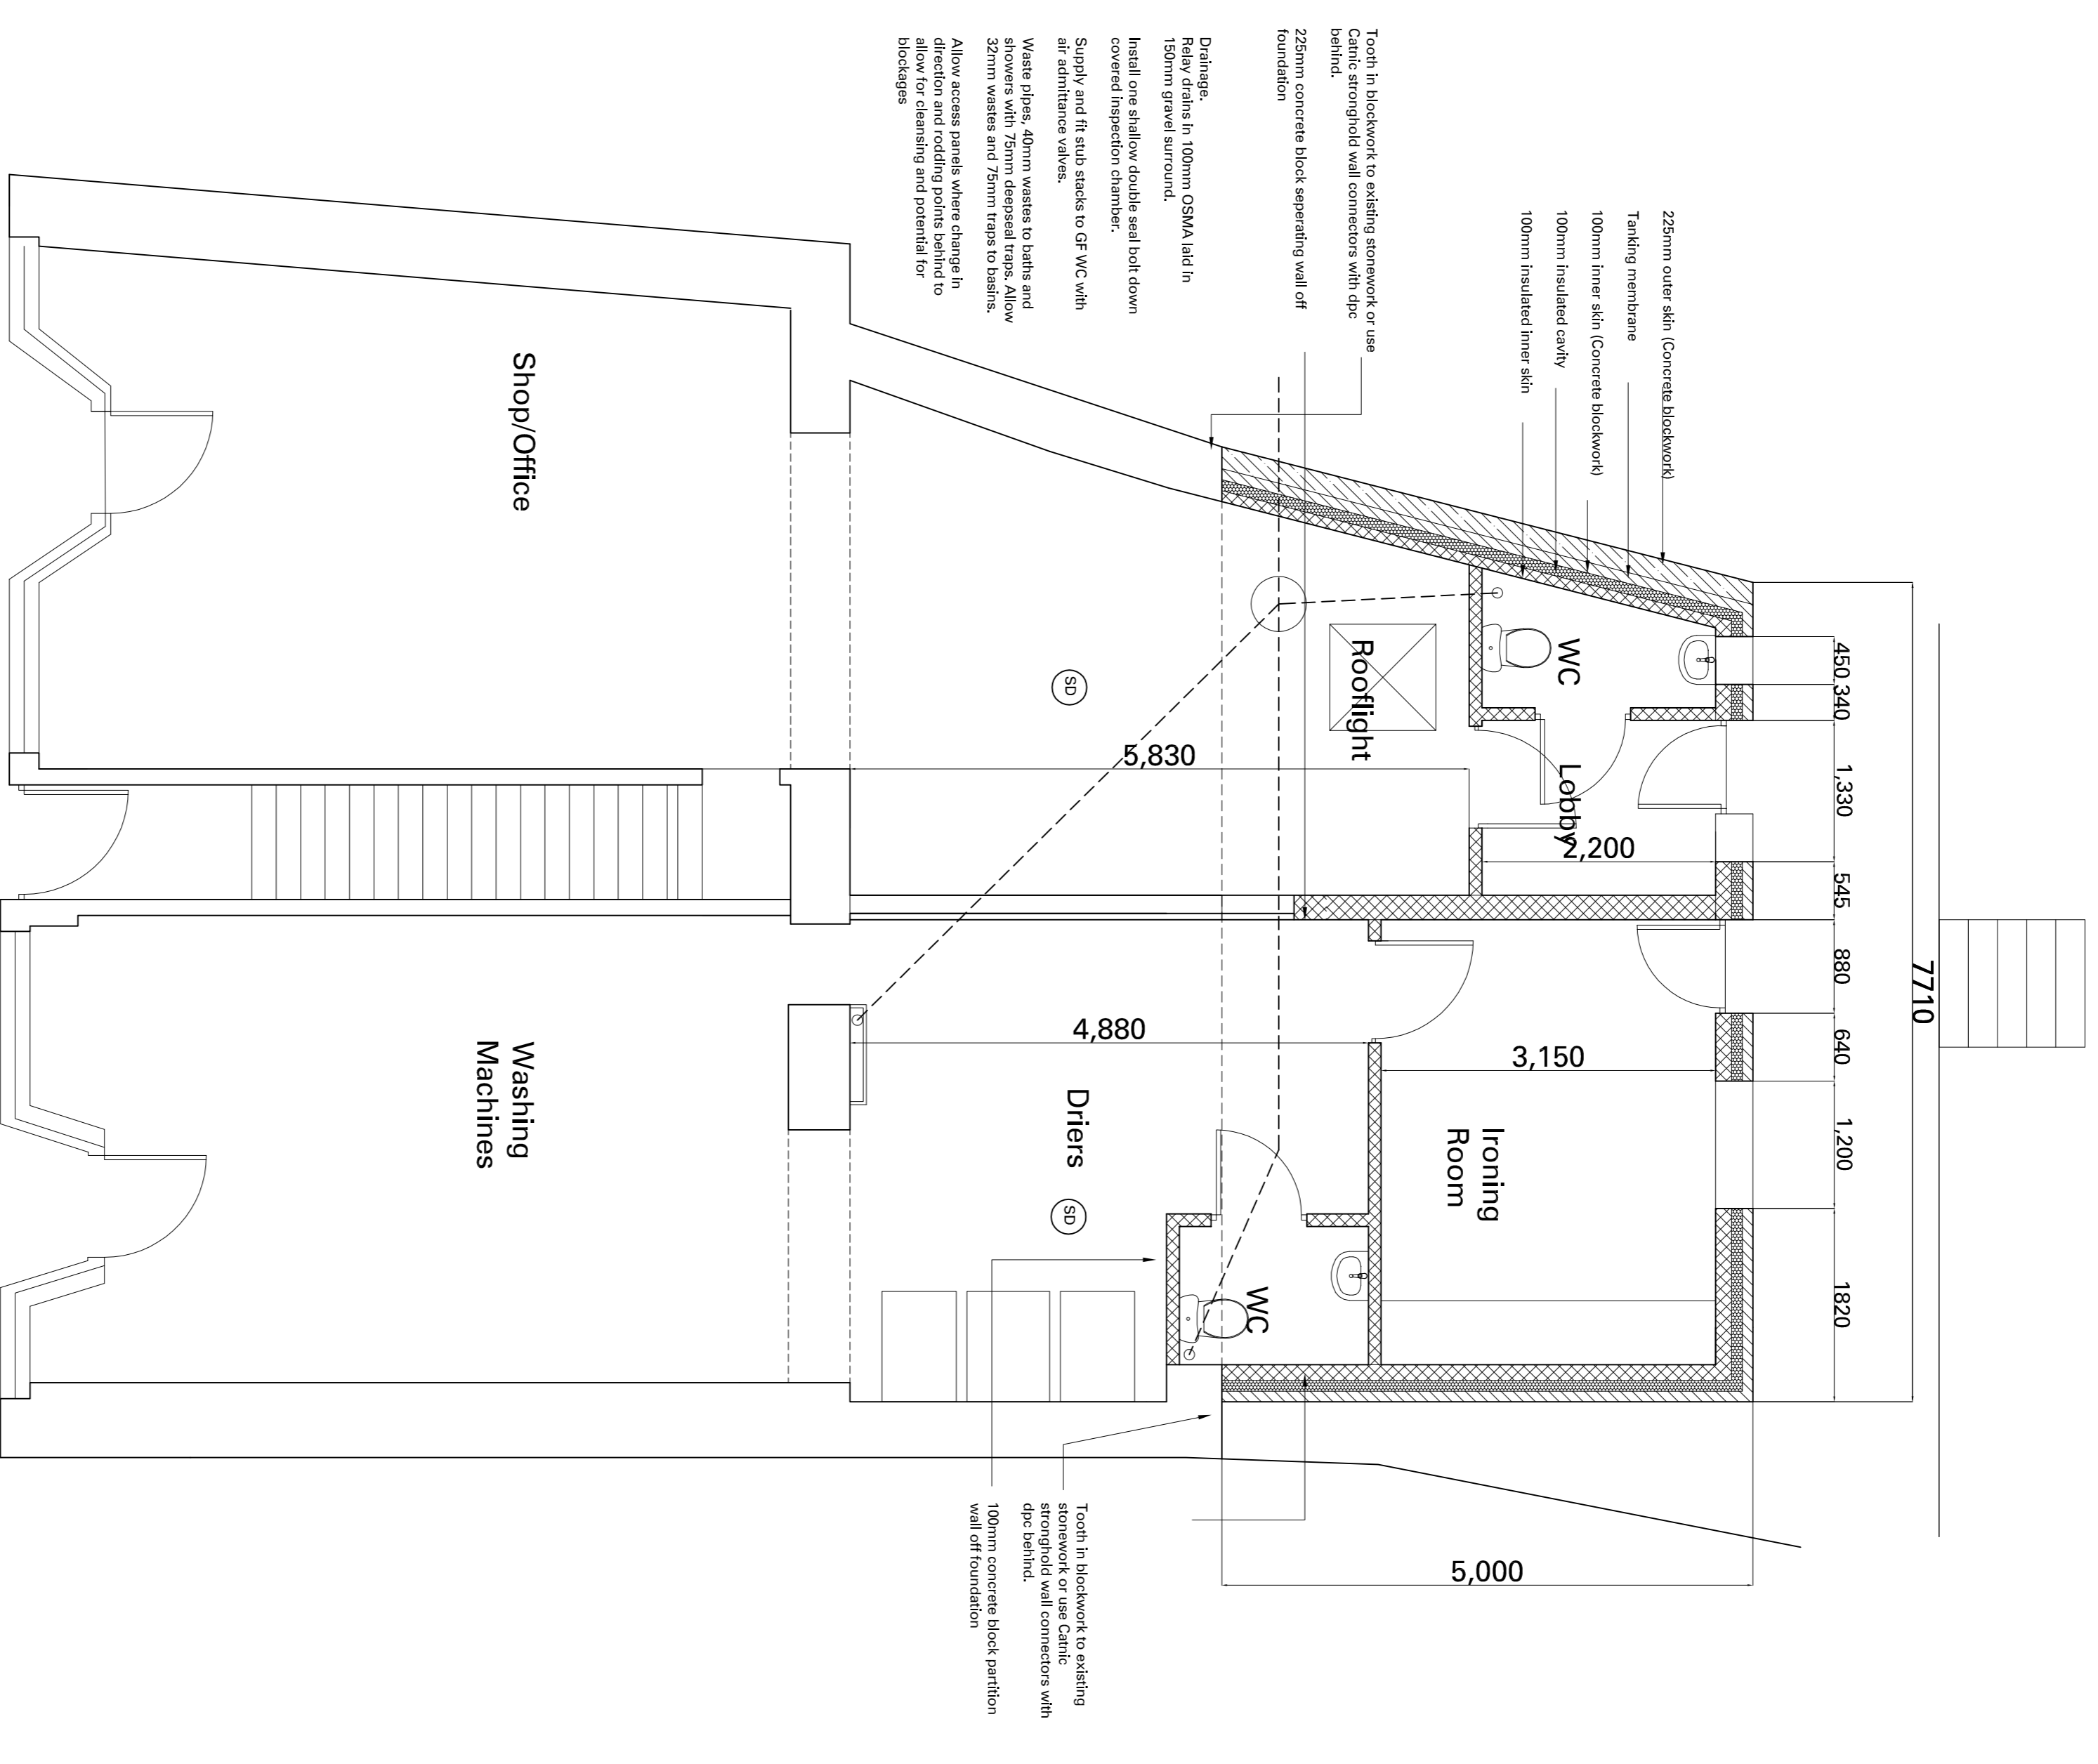 Tooth in blockwork to existing stonework or use
Catnic stronghold wall connectors with dpc
behind.
225mm concrete block seperating wall off
foundation
Drainage.
Relay drains in 100mm OSMA laid in
150mm gravel surround.
Install one shallow double seal bolt down
covered inspection chamber.
Supply and fit stub stacks to GF WC with
air admittance valves.
Waste pipes, 40mm wastes to baths and
showers with 75mm deepseal traps. Allow
32mm wastes and 75mm traps to basins.
Allow access panels where change in
direction and rodding points behind to
allow for cleansing and potential for
blockages
225mm outer skin (Concrete blockwork)
Tanking membrane
100mm inner skin (Concrete blockwork)
100mm insulated cavity
100mm insulated inner skin
Shop/Office
Rooflight
WC
Lobby
SD
5,830
2,200
450
340
1,330
545
880
640
1,200
1820
7710
4,880
3,150
Washing
Machines
Driers
SD
Ironing
Room
WC
5,000
Tooth in blockwork to existing
stonework or use Catnic
stronghold wall connectors with
dpc behind.
100mm concrete block partition
wall off foundation